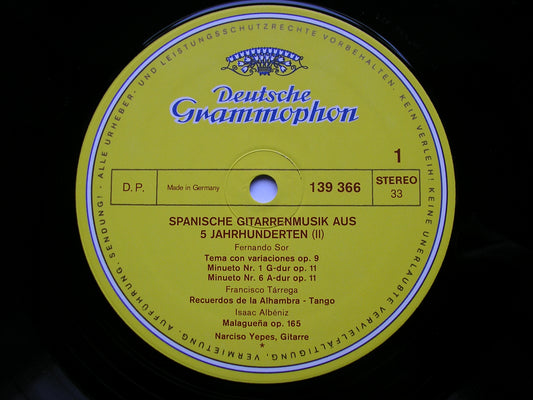 ALLE URHEBER- UND LEISTUNGSSCHUTZRECHTE VORBEHALTEN. KEIN VERLEIH! KEINE UNERLAUBTE VERVIELFÄLTIGUNG, VERMIETUNG, AUFFÜHRUNG, SENDUNG!
Deutsche
Grammophon
1
D. P.
Made in Germany
139 366
STEREO
33
SPANISCHE GITARRENMUSIK AUS
5 JAHRHUNDERTEN (II)
Fernando Sor
Tema con variaciones op. 9
Minueto Nr. 1 G-dur op. 11
Minueto Nr. 6 A-dur op. 11
Francisco Tárrega
Recuerdos de la Alhambra - Tango
Isaac Albéniz
Malagueña op. 165
Narciso Yepes, Gitarre
*